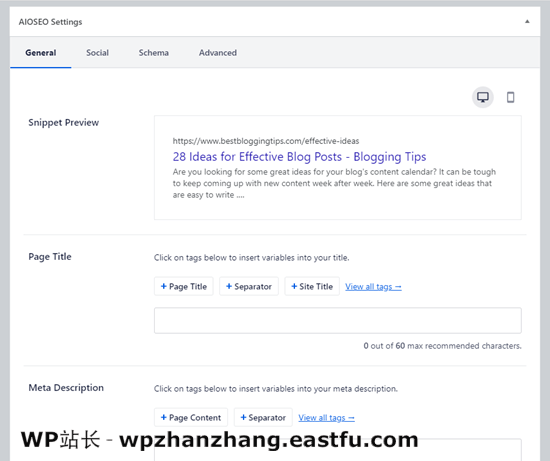 AIOSEO Settings
General Social Schema Advanced
Snippet Preview
https://www.bestbloggingtips.com/effective-ideas
28 Ideas for Effective Blog Posts - Blogging Tips
Are you looking for some great ideas for your blog's content calendar? It can be tough
to keep coming up with new content week after week. Here are some great ideas that
are easy to write ....
Page Title
Click on tags below to insert variables into your title.
+ Page Title + Separator + Site Title View all tags →
0 out of 60 max recommended characters.
Meta Description
Click on tags below to insert variables into your meta description.
+ Page Content + Separator View all tags →
WP站长 - wpzhanzhang.eastfu.com